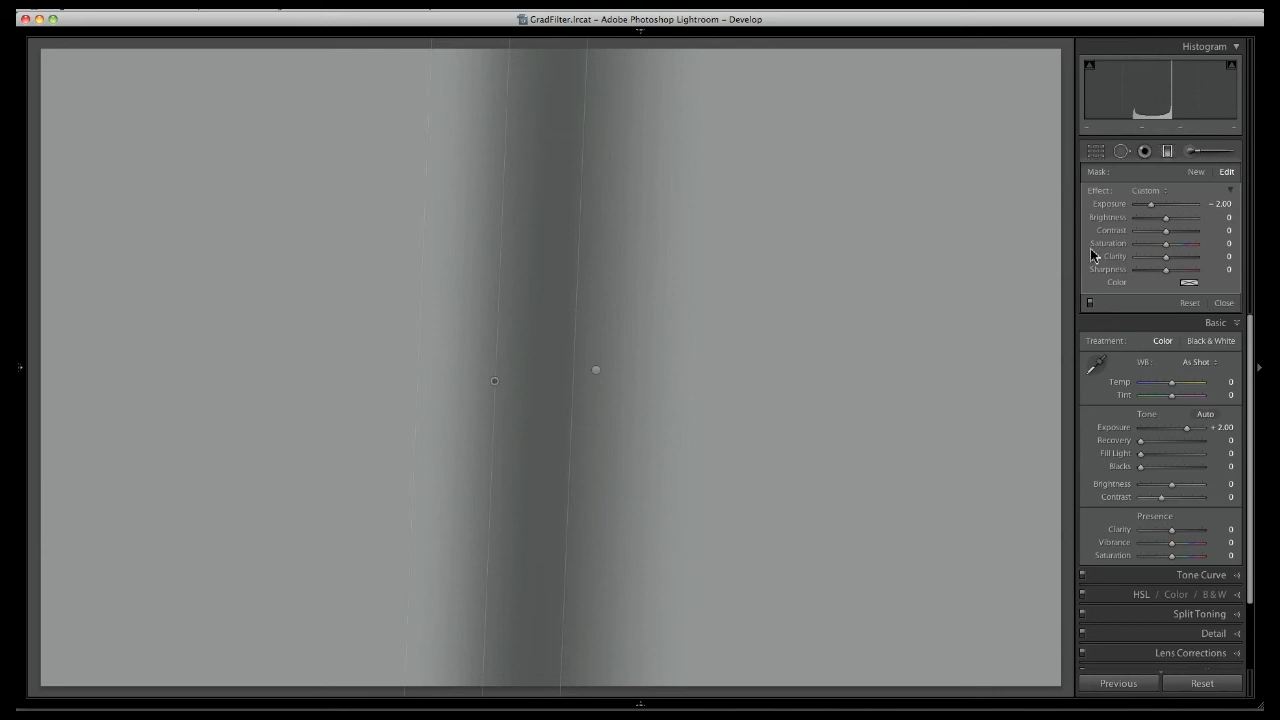 GradFilter.lrcat – Adobe Photoshop Lightroom – Develop
Histogram
Mask : New Edit
Effect : Custom
Exposure – 2.00
Brightness 0
Contrast 0
Saturation 0
Clarity 0
Sharpness 0
Color
Reset Close
Basic
Treatment : Color Black & White
WB : As Shot
Temp 0
Tint 0
Tone Auto
Exposure + 2.00
Recovery 0
Fill Light 0
Blacks 0
Brightness 0
Contrast 0
Presence
Clarity 0
Vibrance 0
Saturation 0
Tone Curve
HSL / Color / B & W
Split Toning
Detail
Lens Corrections
Previous Reset